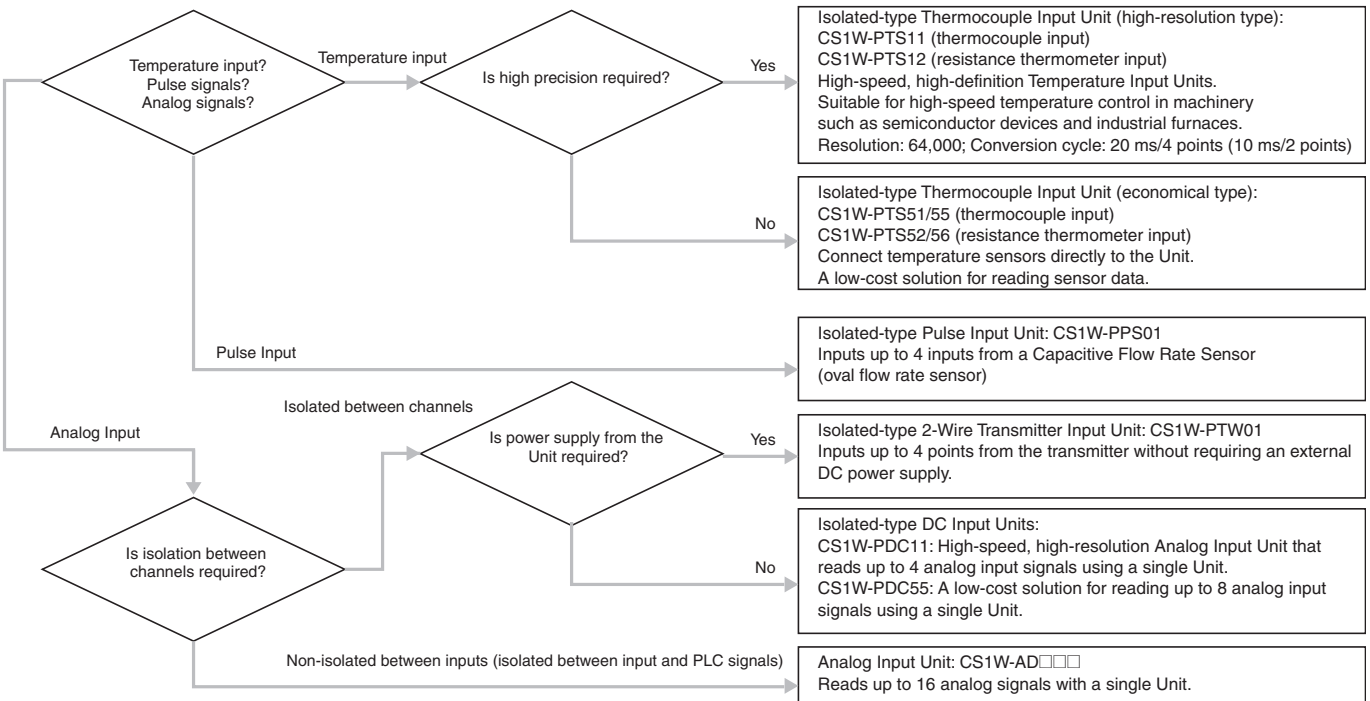 Temperature input?
Pulse signals?
Analog signals?
Temperature input
Is high precision required?
Yes
Isolated-type Thermocouple Input Unit (high-resolution type):
CS1W-PTS11 (thermocouple input)
CS1W-PTS12 (resistance thermometer input)
High-speed, high-definition Temperature Input Units.
Suitable for high-speed temperature control in machinery
such as semiconductor devices and industrial furnaces.
Resolution: 64,000; Conversion cycle: 20 ms/4 points (10 ms/2 points)
No
Isolated-type Thermocouple Input Unit (economical type):
CS1W-PTS51/55 (thermocouple input)
CS1W-PTS52/56 (resistance thermometer input)
Connect temperature sensors directly to the Unit.
A low-cost solution for reading sensor data.
Pulse Input
Isolated-type Pulse Input Unit: CS1W-PPS01
Inputs up to 4 inputs from a Capacitive Flow Rate Sensor
(oval flow rate sensor)
Analog Input
Isolated between channels
Is power supply from the
Unit required?
Yes
Isolated-type 2-Wire Transmitter Input Unit: CS1W-PTW01
Inputs up to 4 points from the transmitter without requiring an external
DC power supply.
Is isolation between
channels required?
No
Isolated-type DC Input Units:
CS1W-PDC11: High-speed, high-resolution Analog Input Unit that
reads up to 4 analog input signals using a single Unit.
CS1W-PDC55: A low-cost solution for reading up to 8 analog input
signals using a single Unit.
Non-isolated between inputs (isolated between input and PLC signals)
Analog Input Unit: CS1W-AD□□□
Reads up to 16 analog signals with a single Unit.